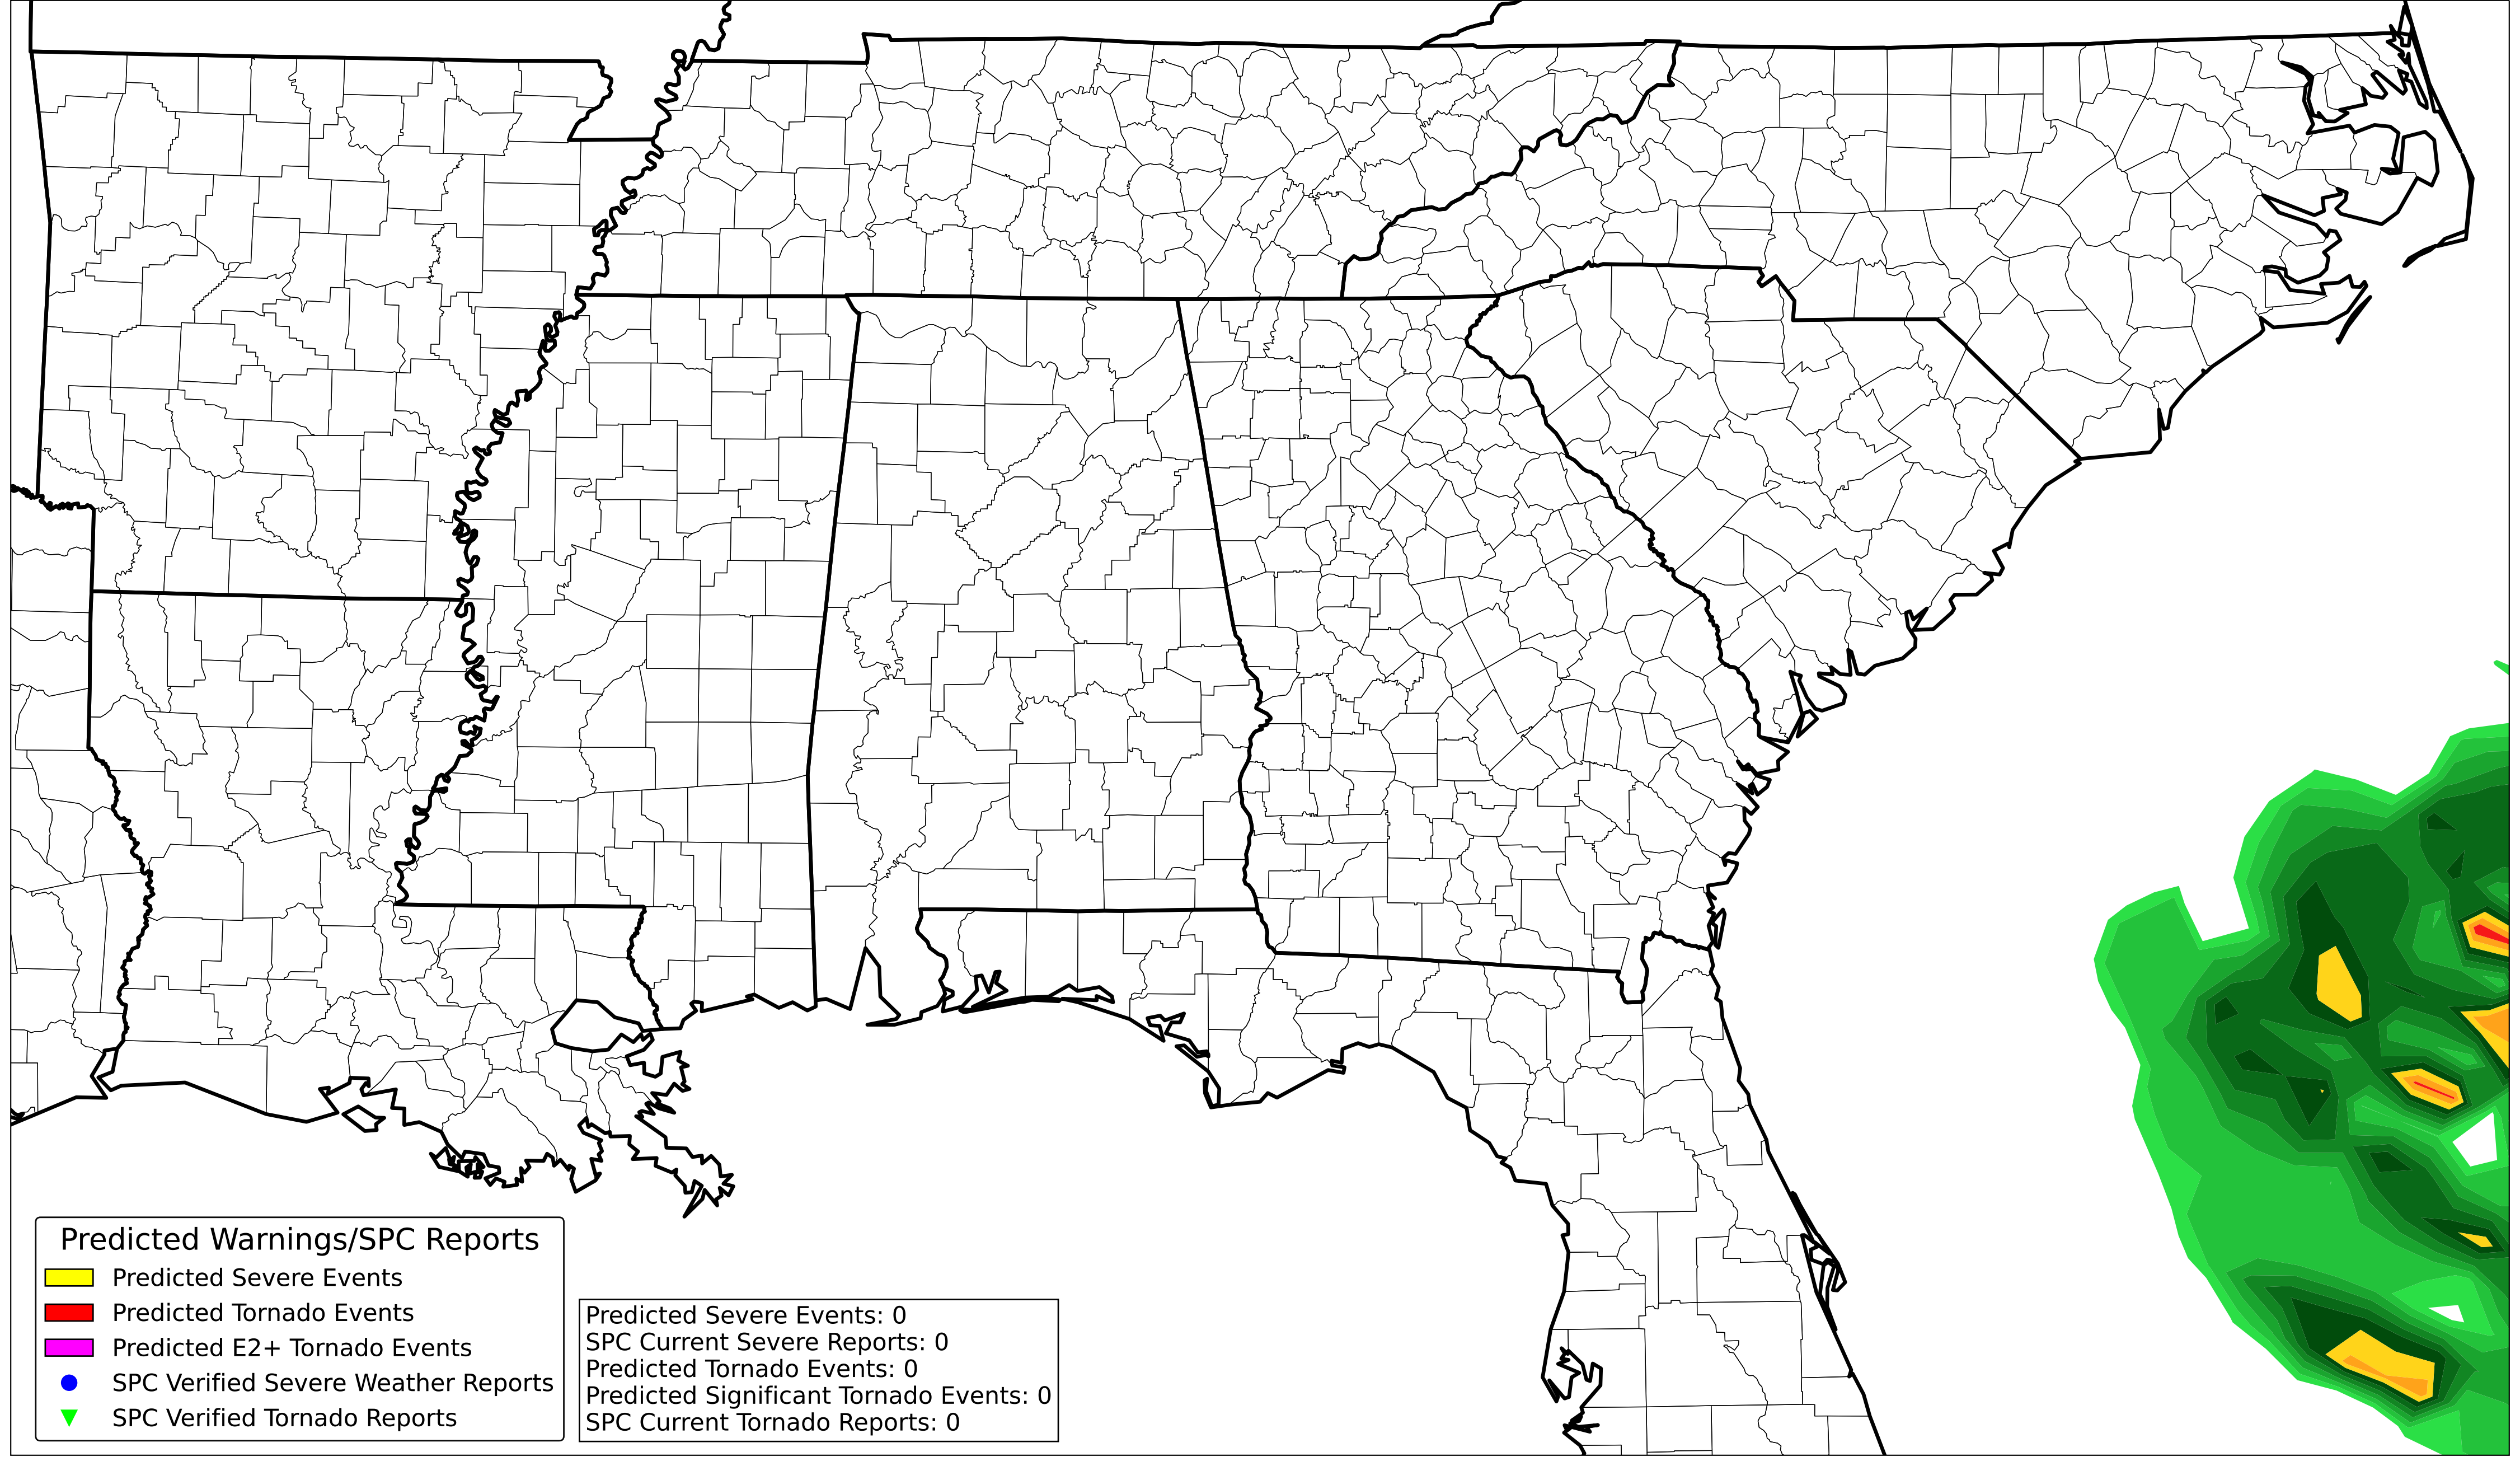 Predicted Warnings/SPC Reports
Predicted Severe Events
Predicted Tornado Events
Predicted E2+ Tornado Events
SPC Verified Severe Weather Reports
SPC Verified Tornado Reports
Predicted Severe Events: 0
SPC Current Severe Reports: 0
Predicted Tornado Events: 0
Predicted Significant Tornado Events: 0
SPC Current Tornado Reports: 0